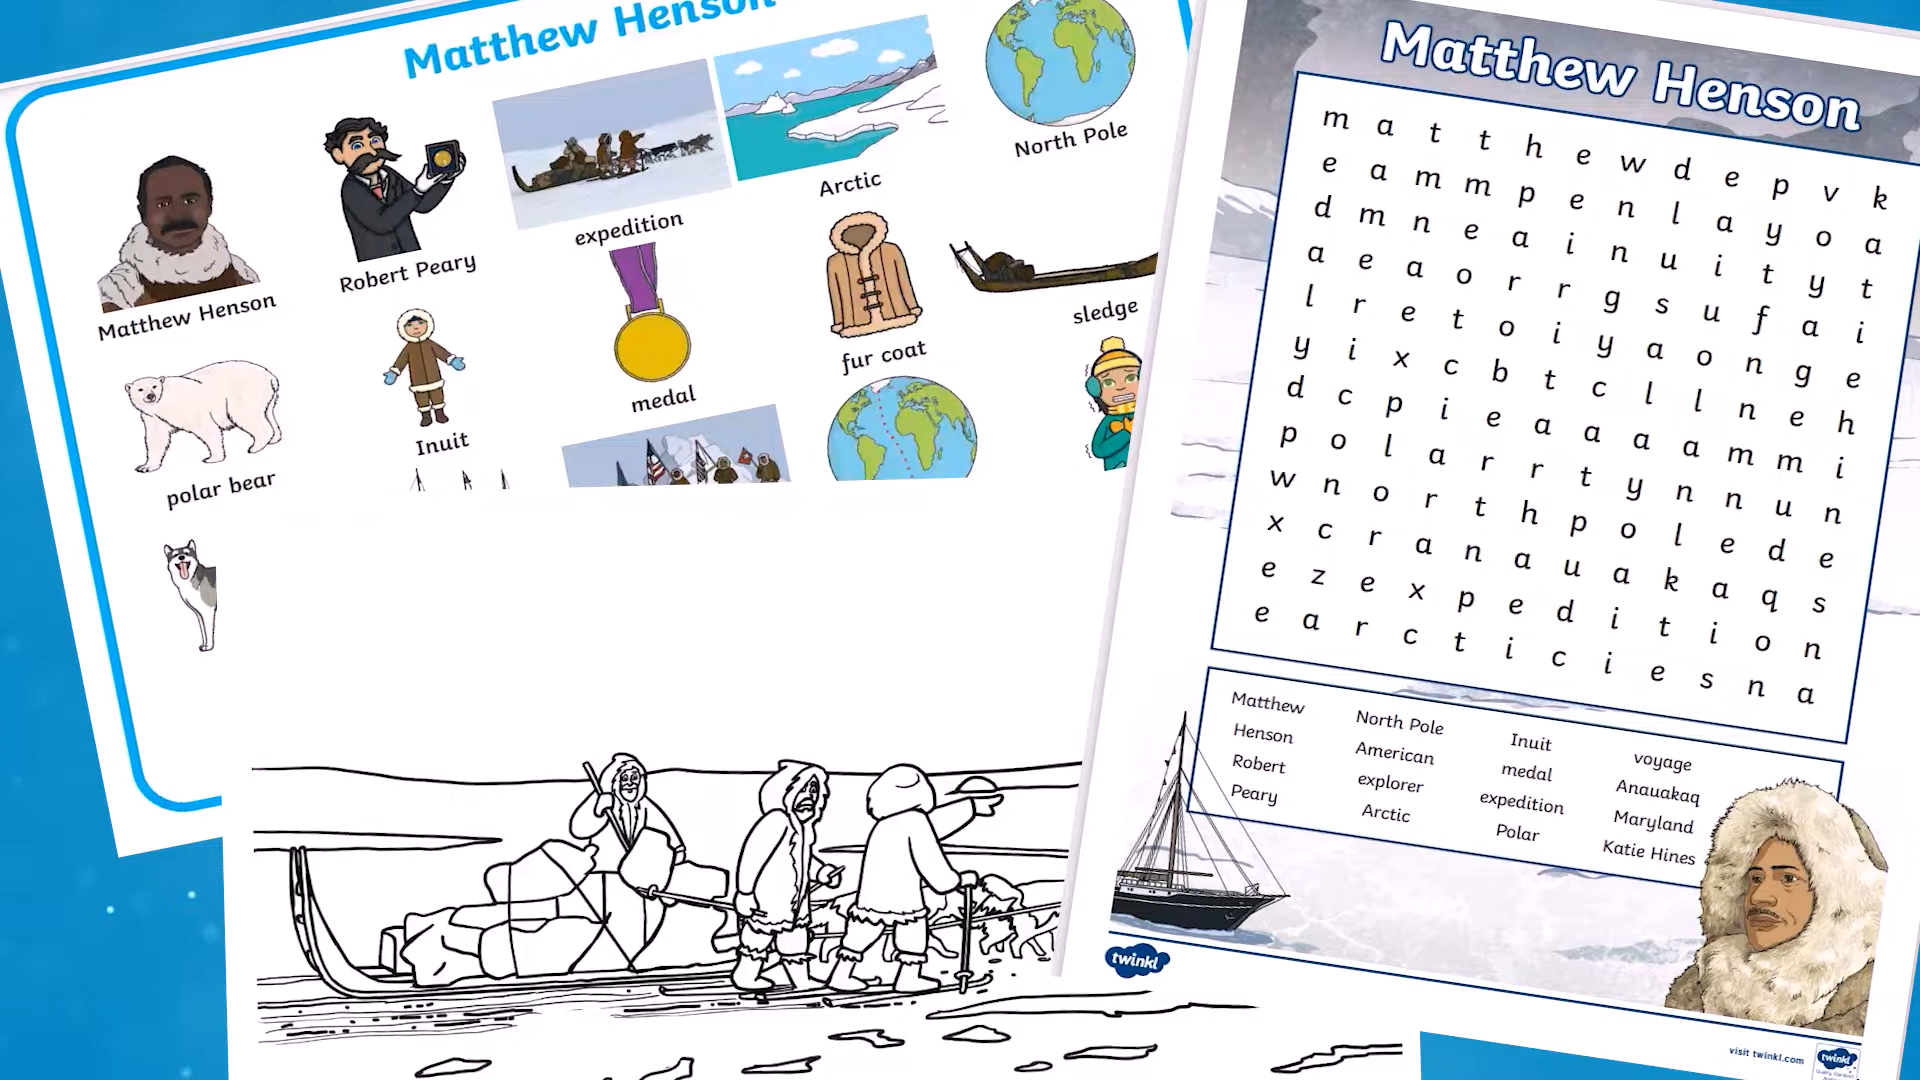 Matthew Henson
Matthew Henson
Robert Peary
expedition
Arctic
North Pole
polar bear
Inuit
medal
fur coat
sledge
Matthew Henson
m a t t h e w d e p v k
e a m m p e n l a y o a
d m n e a i n u i t y t
a e a o r r g s u f a i
l r e t o i y a o n g e
y i x c b t c l l n e h
d c p i e a a a a m m i
p o l a r r t y n n u n
w n o r t h p o l e d e
x c r a n a u a k a q s
e z e x p e d i t i o n
e a r c t i c i e s n a
Matthew
Henson
Robert
Peary
North Pole
American
explorer
Arctic
Inuit
medal
expedition
Polar
voyage
Anauakaq
Maryland
Katie Hines
twinkl
visit twinkl.com
twinkl